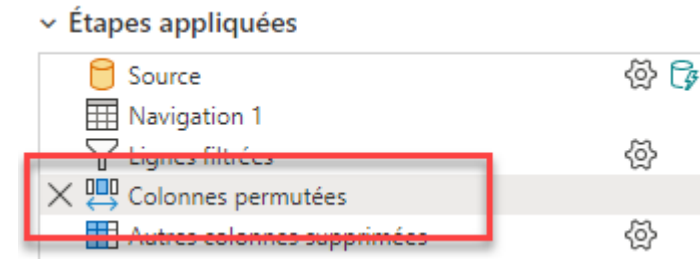 Étapes appliquées
Source
Navigation 1
Lignes filtrées
Colonnes permutées
Autres colonnes supprimées